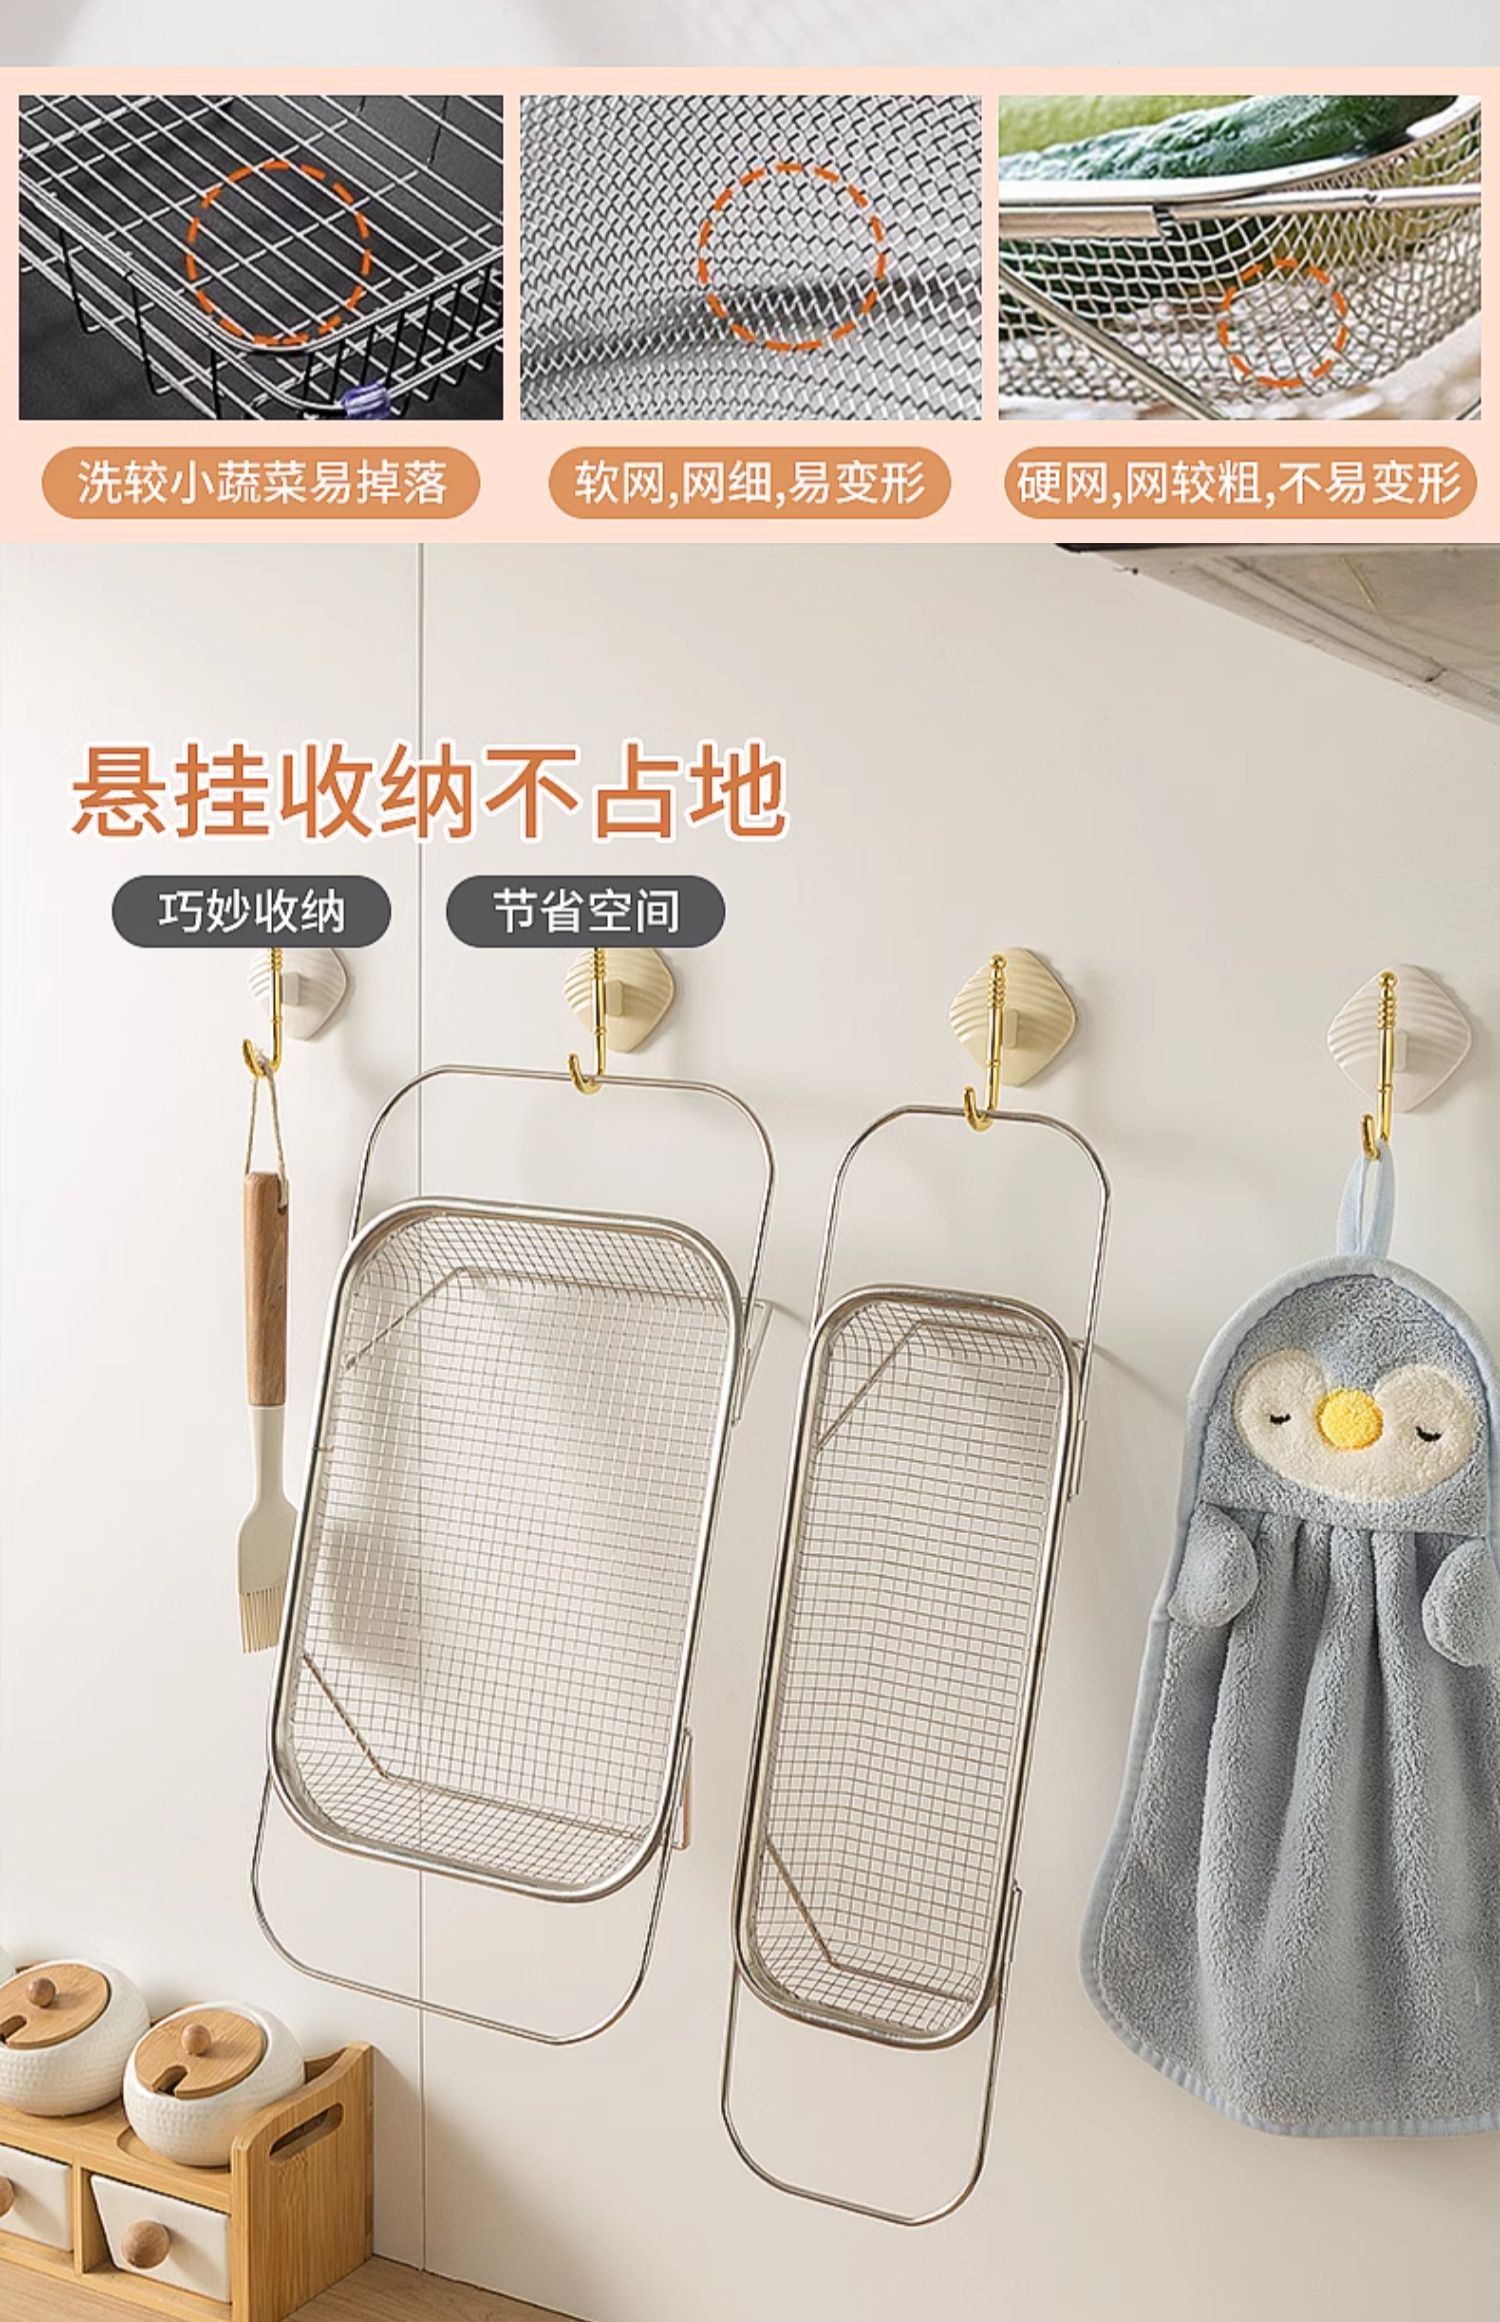 洗较小蔬菜易掉落
软网,网细,易变形
硬网,网较粗,不易变形
悬挂收纳不占地
巧妙收纳
节省空间